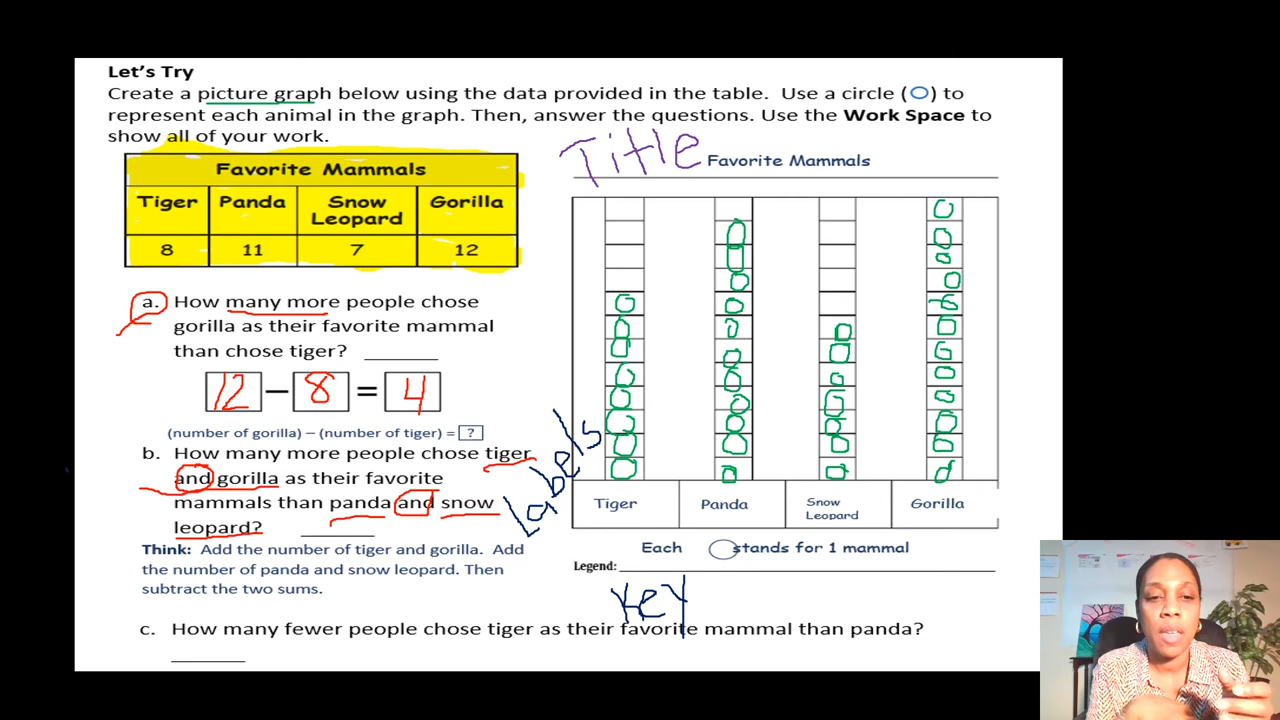 Let's Try
Create a picture graph below using the data provided in the table. Use a circle (O) to
represent each animal in the graph. Then, answer the questions. Use the Work Space to
show all of your work.
Favorite Mammals
Tiger Panda Snow Leopard Gorilla
8 11 7 12
a. How many more people chose
gorilla as their favorite mammal
than chose tiger? ________
12 − 8 = 4
(number of gorilla) − (number of tiger) = ?
b. How many more people chose tiger
and gorilla as their favorite
mammals than panda and snow
leopard? ________
Think: Add the number of tiger and gorilla. Add
the number of panda and snow leopard. Then
subtract the two sums.
c. How many fewer people chose tiger as their favorite mammal than panda?
________
Title
Favorite Mammals
Labels
Tiger Panda Snow Leopard Gorilla
Each O stands for 1 mammal
Legend:
Key